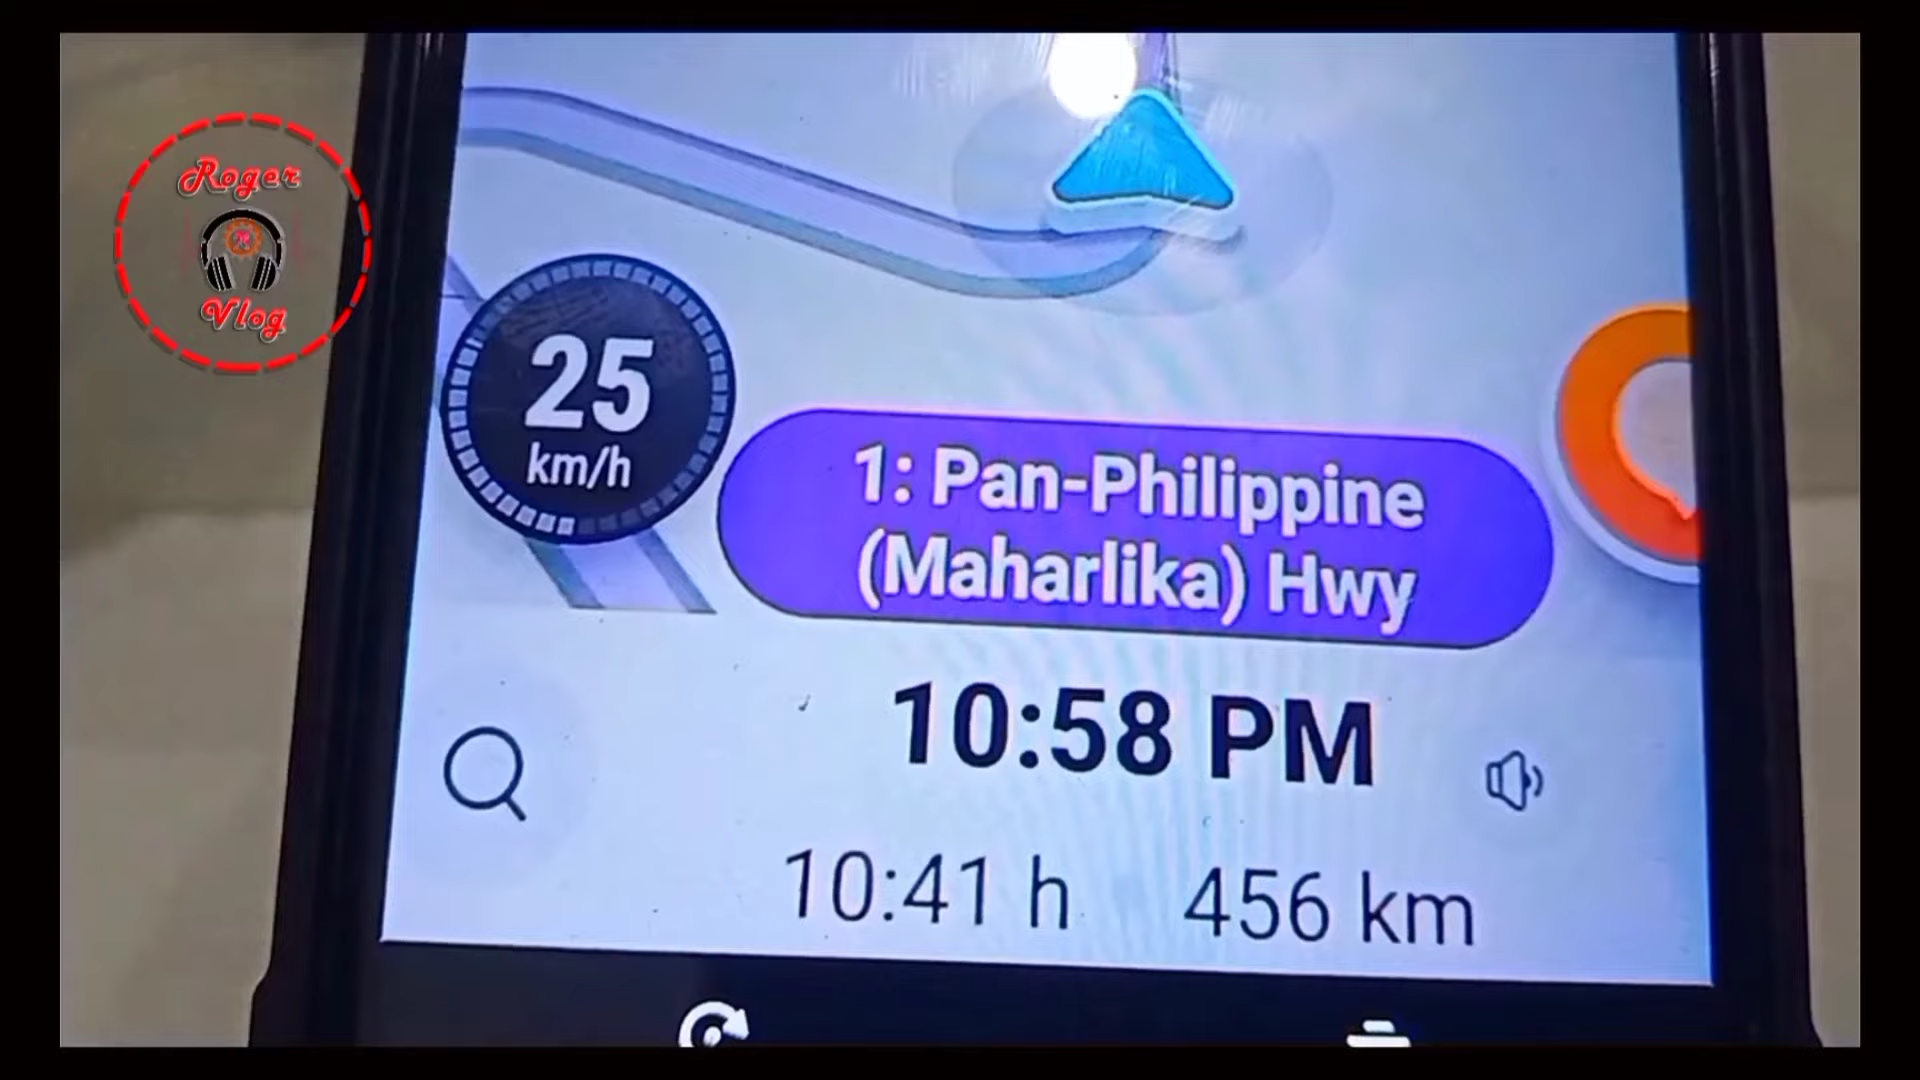 Roger
Vlog
25
km/h
1: Pan-Philippine
(Maharlika) Hwy
10:58 PM
10:41 h 456 km